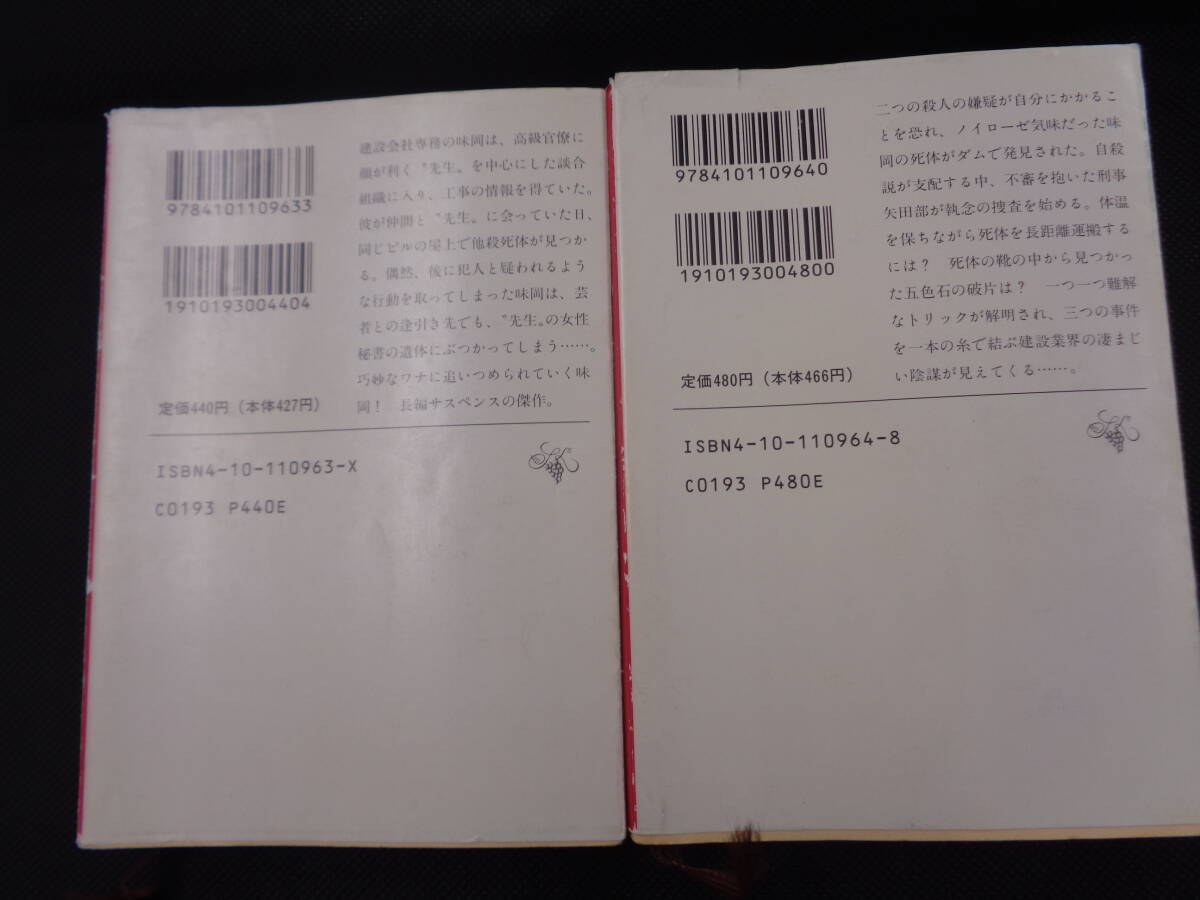 9784101109633
1910193004404
定価440円（本体427円）
建設会社専務の味岡は、高級官僚に
顔が利く〝先生〟を中心にした談合
組織に入り、工事の情報を得ていた。
彼が仲間と〝先生〟に会っていた日、
同じビルの屋上で他殺死体が見つか
る。偶然、後に犯人と疑われるよう
な行動を取ってしまった味岡は、芸
者との逢引き先でも、〝先生〟の女性
秘書の遺体にぶつかってしまう……。
巧妙なワナに追いつめられていく味
岡！　長編サスペンスの傑作。
ISBN4-10-110963-X
C0193 P440E
9784101109640
1910193004800
定価480円（本体466円）
二つの殺人の嫌疑が自分にかかるこ
とを恐れ、ノイローゼ気味だった味
岡の死体がダムで発見された。自殺
説が支配する中、不審を抱いた刑事
矢田部が執念の捜査を始める。体温
を保ちながら死体を長距離運搬する
には？　死体の靴の中から見つかっ
た五色石の破片は？　一つ一つ難解
なトリックが解明され、三つの事件
を一本の糸で結ぶ建設業界の凄まじ
い陰謀が見えてくる……。
ISBN4-10-110964-8
C0193 P480E